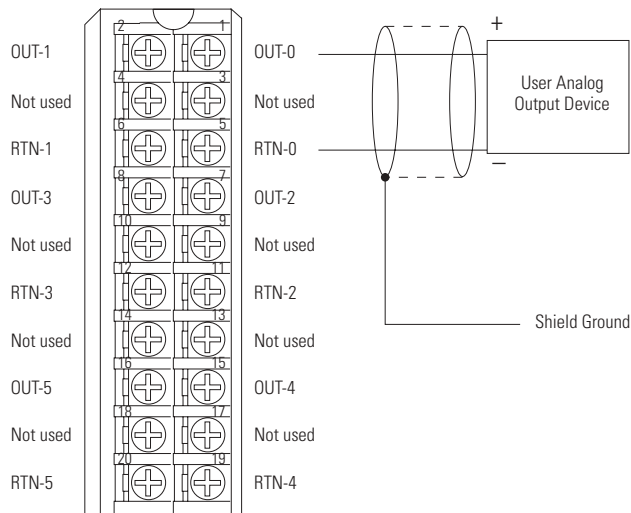 2 1
OUT-1 OUT-0 +
4 3
Not used Not used User Analog
Output Device
6 5
RTN-1 RTN-0 –
8 7
OUT-3 OUT-2
10 9
Not used Not used
12 11
RTN-3 RTN-2
14 13
Not used Not used Shield Ground
16 15
OUT-5 OUT-4
18 17
Not used Not used
20 19
RTN-5 RTN-4